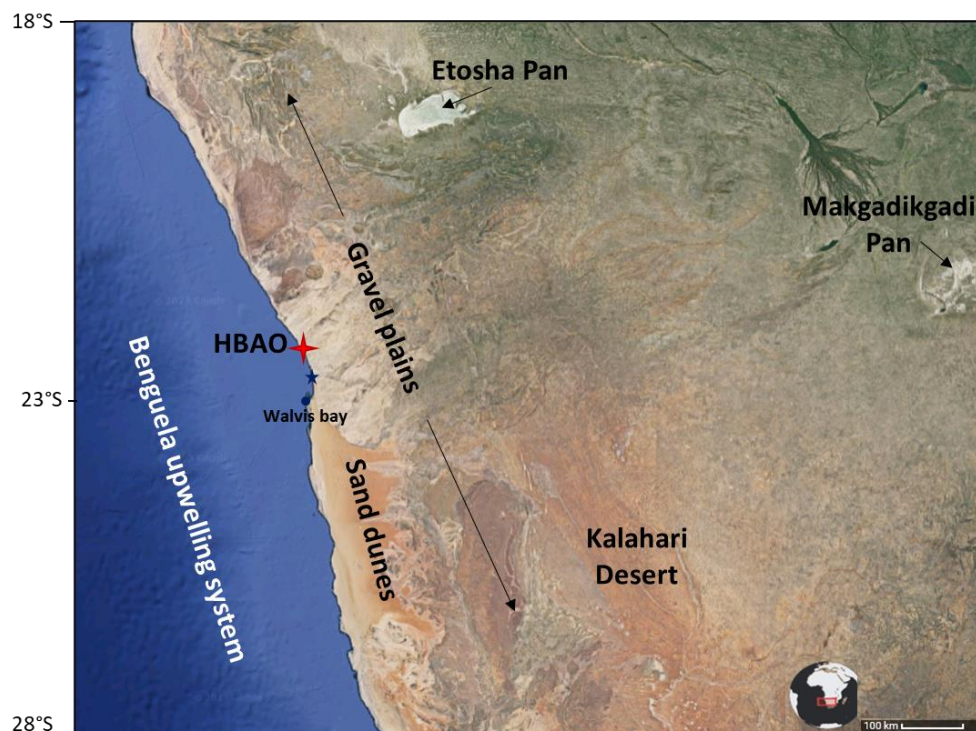 18°S
Etosha Pan
Makgadikgadi
Pan
Gravel plains
HBAO
Benguela upwelling system
23°S
Walvis bay
Sand dunes
Kalahari
Desert
28°S
100 km